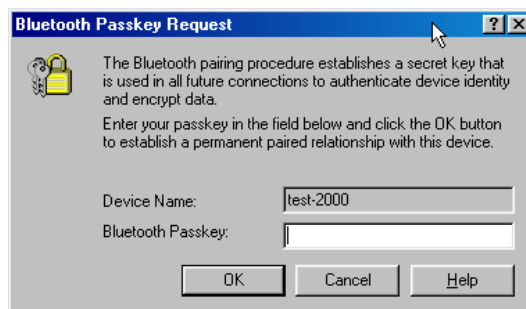 Bluetooth Passkey Request
The Bluetooth pairing procedure establishes a secret key that
is used in all future connections to authenticate device identity
and encrypt data.
Enter your passkey in the field below and click the OK button
to establish a permanent paired relationship with this device.
Device Name: test-2000
Bluetooth Passkey:
OK Cancel Help